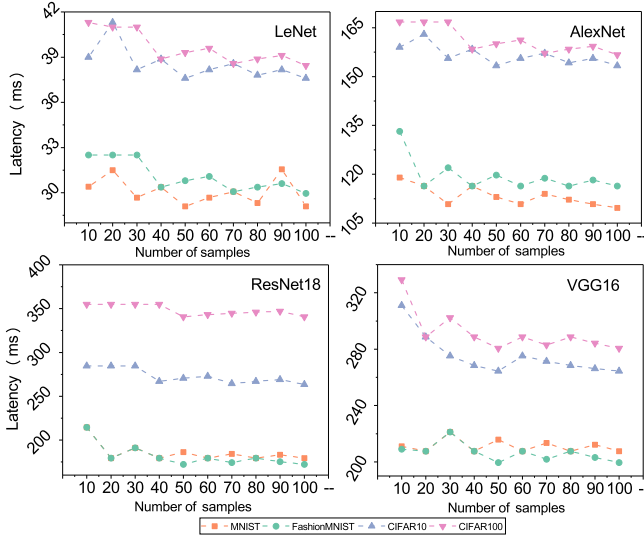 LeNet
Latency (ms)
42
39
36
33
30
10 20 30 40 50 60 70 80 90 100 --
Number of samples
AlexNet
165
150
135
120
105
10 20 30 40 50 60 70 80 90 100 --
Number of samples
ResNet18
Latency (ms)
400
350
300
250
200
10 20 30 40 50 60 70 80 90 100 --
Number of samples
VGG16
320
280
240
200
10 20 30 40 50 60 70 80 90 100 --
Number of samples
MNIST FashionMNIST CIFAR10 CIFAR100